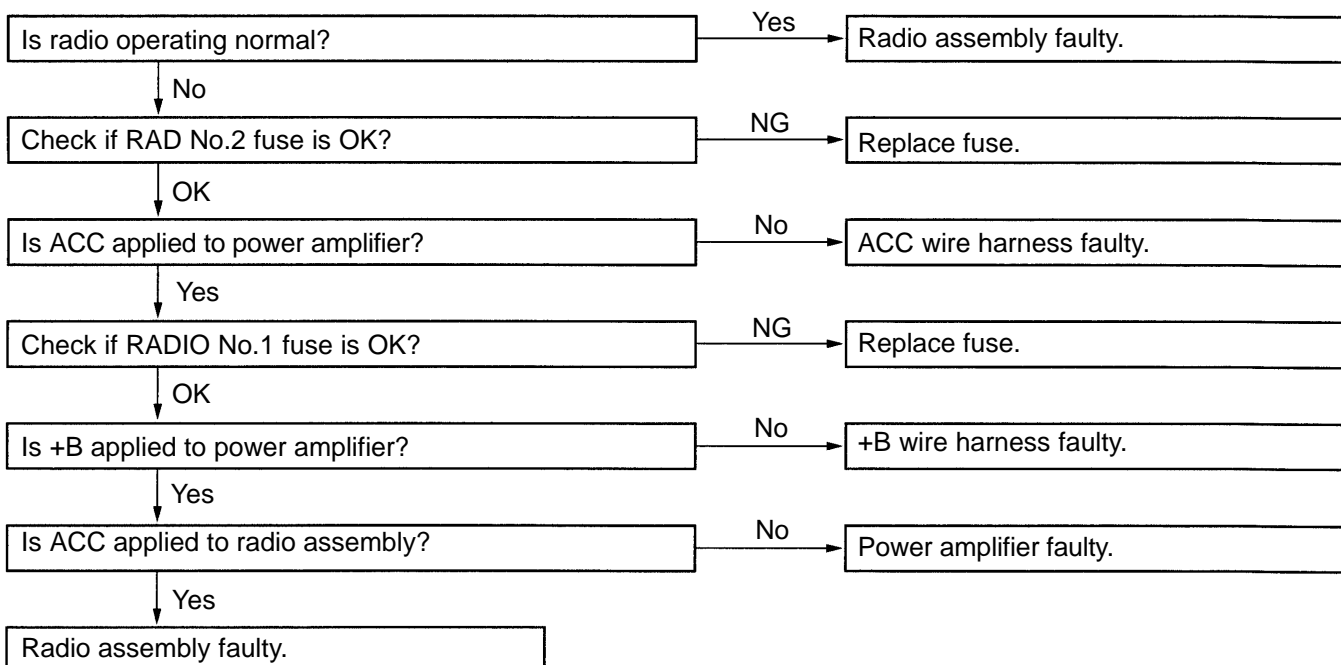 Is radio operating normal?
Yes
Radio assembly faulty.
No
Check if RAD No.2 fuse is OK?
NG
Replace fuse.
OK
Is ACC applied to power amplifier?
No
ACC wire harness faulty.
Yes
Check if RADIO No.1 fuse is OK?
NG
Replace fuse.
OK
Is +B applied to power amplifier?
No
+B wire harness faulty.
Yes
Is ACC applied to radio assembly?
No
Power amplifier faulty.
Yes
Radio assembly faulty.